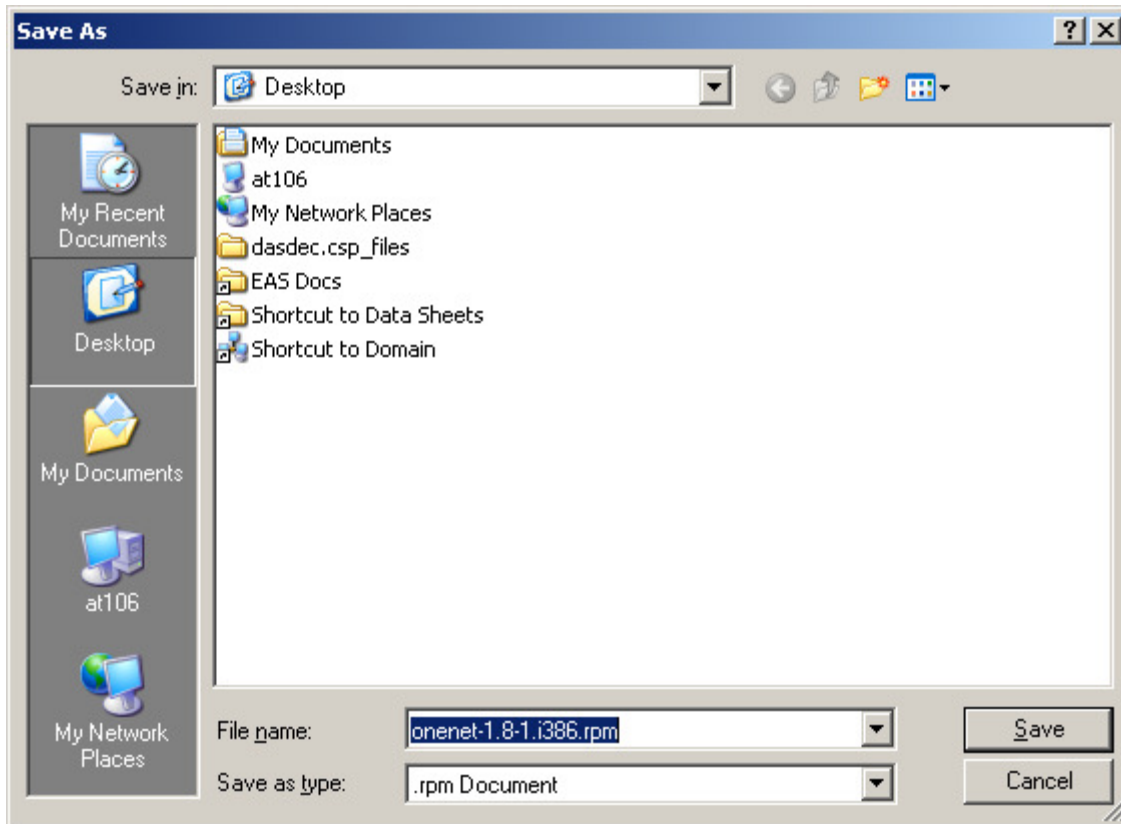 Save As
Save in: Desktop
My Documents
at106
My Network Places
dasdec.csp_files
EAS Docs
Shortcut to Data Sheets
Shortcut to Domain
My Recent
Documents
Desktop
My Documents
at106
My Network
Places
File name: onenet-1.8-1.i386.rpm Save
Save as type: .rpm Document Cancel